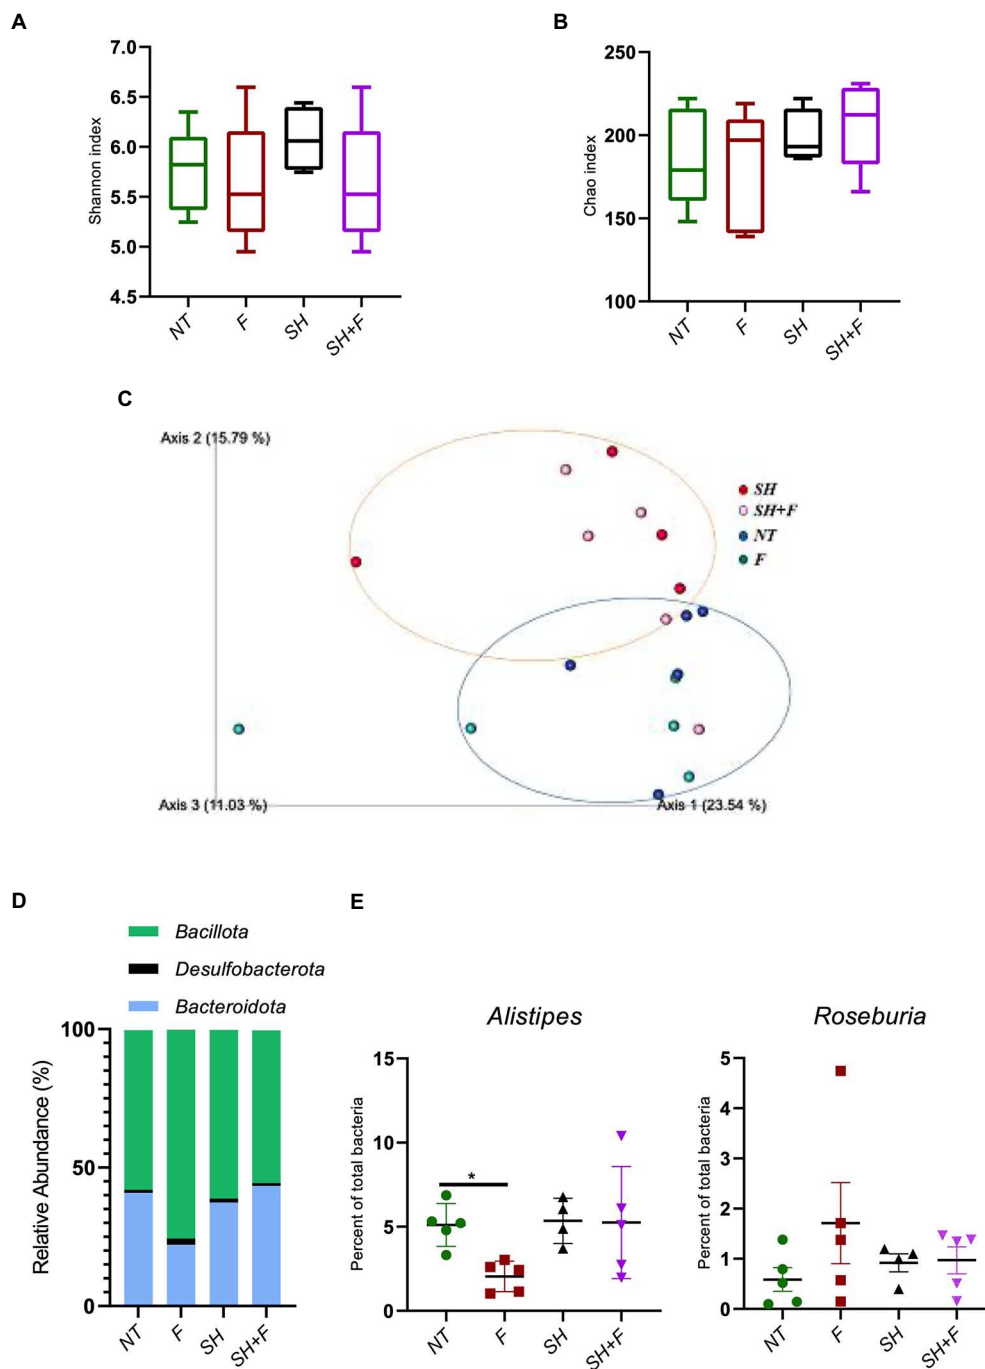 A
7.0
6.5
6.0
5.5
5.0
4.5
Shannon index
NT
F
SH
SH+F
B
250
200
150
100
Chao index
NT
F
SH
SH+F
C
Axis 2 (15.79 %)
SH
SH+F
NT
F
Axis 3 (11.03 %)
Axis 1 (23.54 %)
D
Bacillota
Desulfobacterota
Bacteroidota
100
50
0
Relative Abundance (%)
NT
F
SH
SH+F
E
Alistipes
15
10
5
0
Percent of total bacteria
*
NT
F
SH
SH+F
Roseburia
5
4
3
2
1
0
Percent of total bacteria
NT
F
SH
SH+F